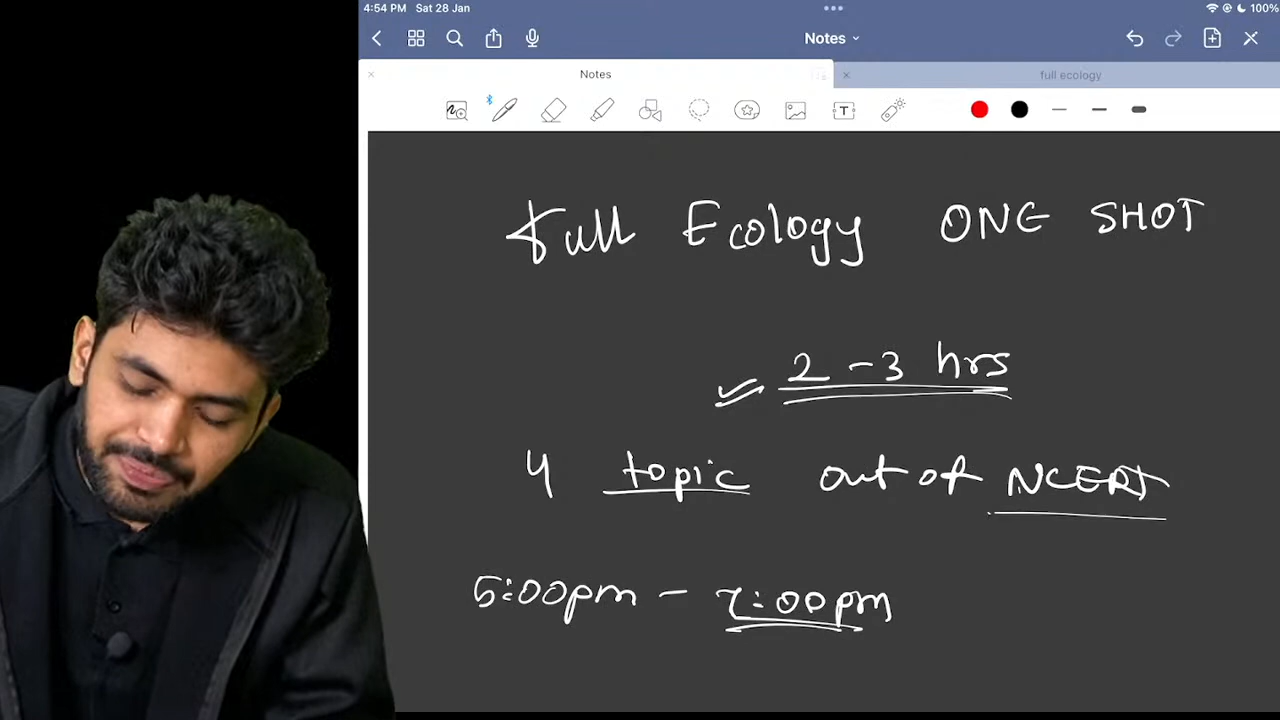 4:54 PM Sat 28 Jan 100%
Notes
Notes full ecology
T
Full Ecology ONE SHOT
2 - 3 hrs
4 topic out of NCERT
5:00pm - 7:00pm